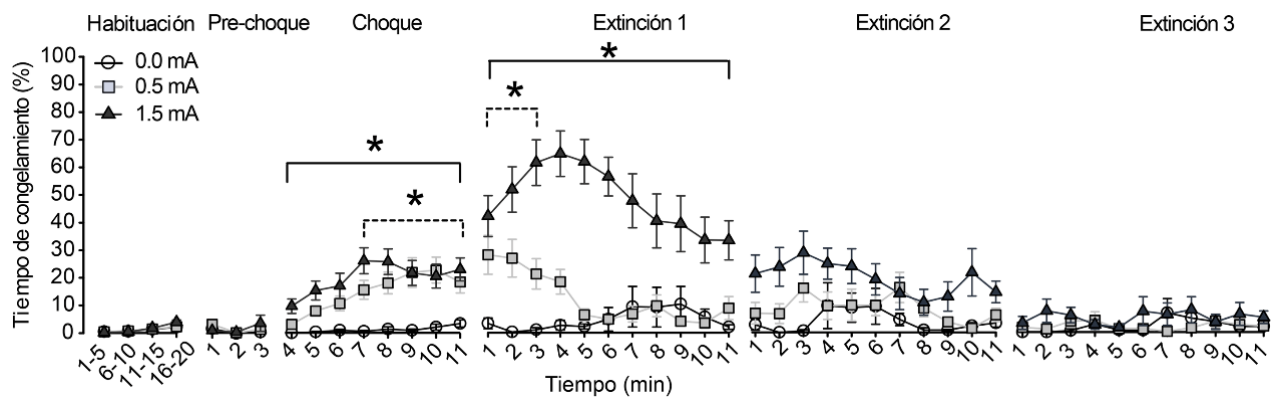 Habituación Pre-choque Choque Extinción 1 Extinción 2 Extinción 3
Tiempo de congelamiento (%)
100
90
80
70
60
50
40
30
20
10
0
0.0 mA
0.5 mA
1.5 mA
*
*
*
*
1-5 6-10 11-15 16-20 1 2 3 4 5 6 7 8 9 10 11 1 2 3 4 5 6 7 8 9 10 11 1 2 3 4 5 6 7 8 9 10 11 1 2 3 4 5 6 7 8 9 10 11
Tiempo (min)